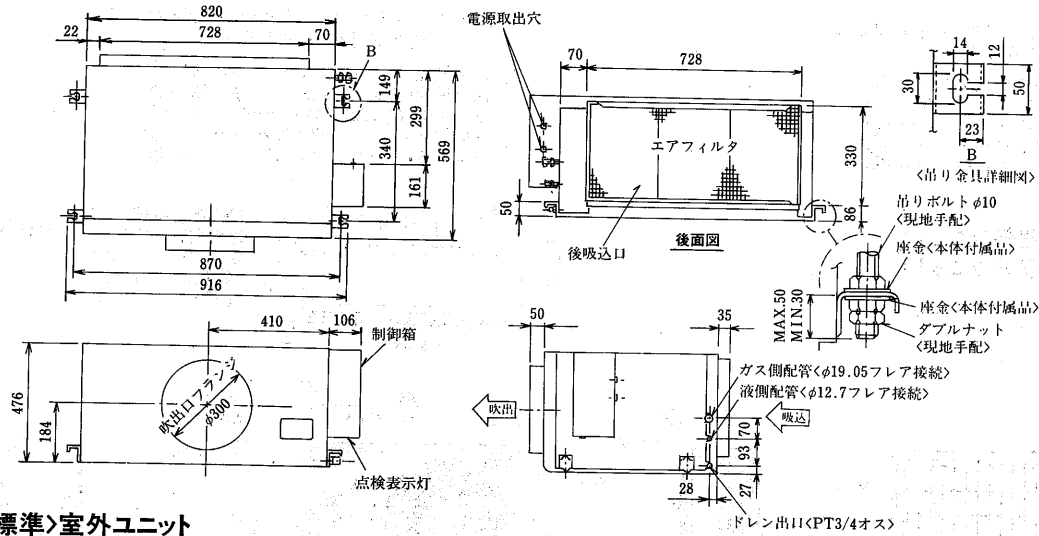 820
22
728
70
B
149
299
340
161
569
870
916
電源取出穴
70
728
エアフィルタ
330
50
86
後吸込口
後面図
14
12
30
50
23
B
<吊り金具詳細図>
吊りボルトφ10
<現地手配>
座金<本体付属品>
座金<本体付属品>
ダブルナット
<現地手配>
MAX.50
MIN.30
410
106
制御箱
476
184
吹出口フランジ
φ300
点検表示灯
50
35
ガス側配管<φ19.05フレア接続>
液側配管<φ12.7フレア接続>
吹出
吸込
70
93
27
28
ドレン出口<PT3/4オス>
標準>室外ユニット